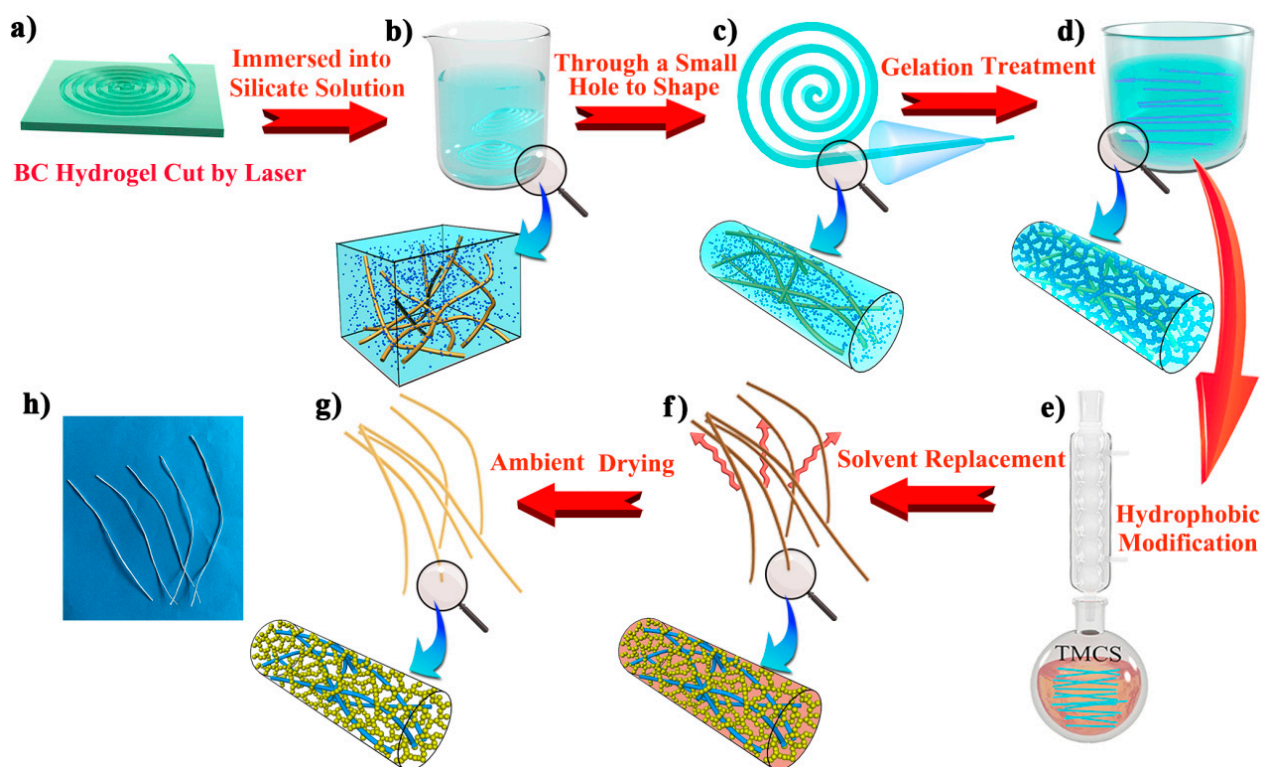 a)
Immersed into
Silicate Solution
b)
Through a Small
Hole to Shape
c)
Gelation Treatment
d)
BC Hydrogel Cut by Laser
h)
g)
Ambient Drying
f)
Solvent Replacement
e)
Hydrophobic
Modification
TMCS